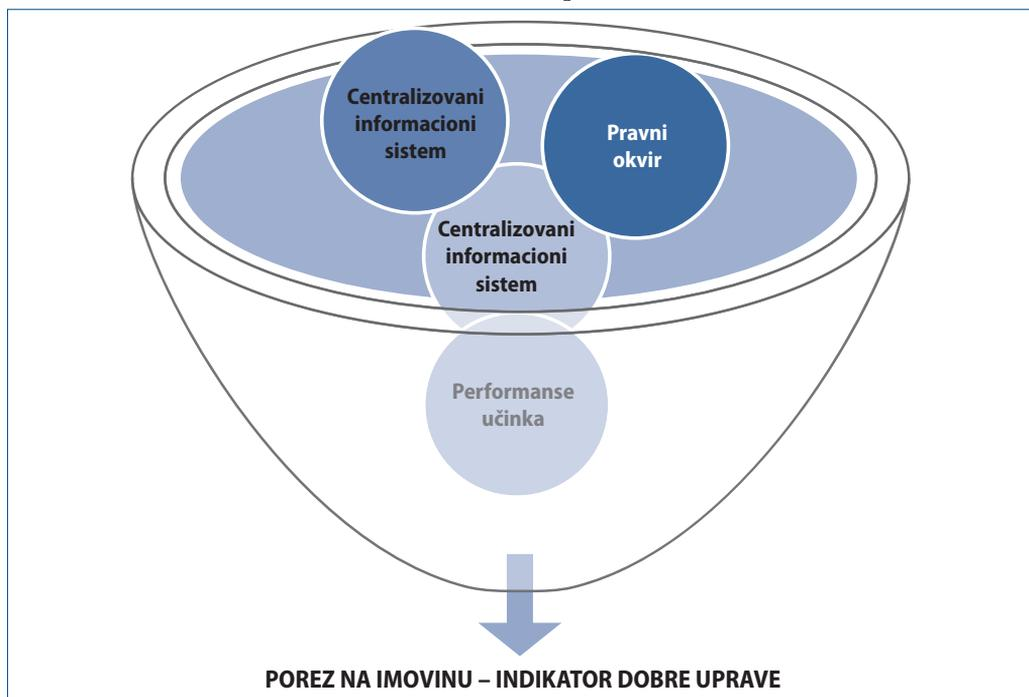 Centralizovani
informacioni
sistem
Pravni
okvir
Centralizovani
informacioni
sistem
Performanse
učinka
POREZ NA IMOVINU – INDIKATOR DOBRE UPRAVE